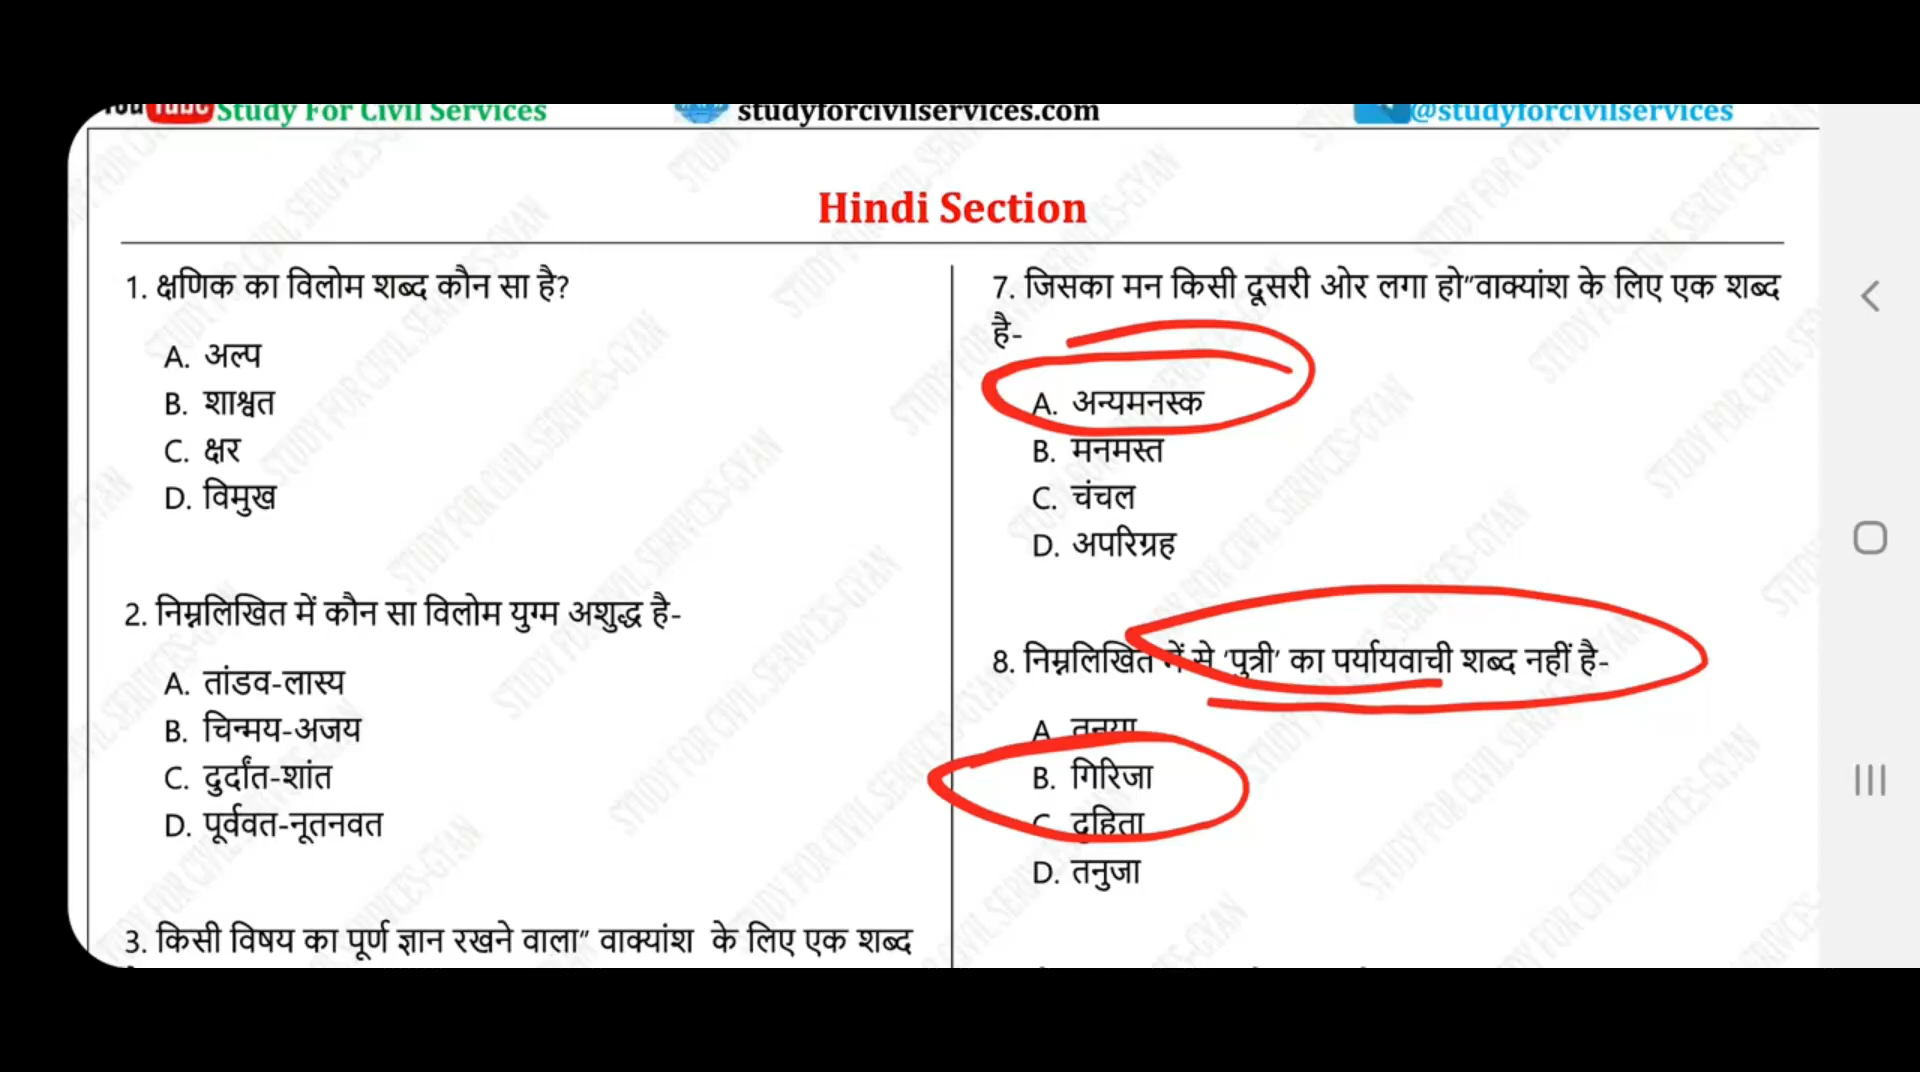 You Tube Study For Civil Services
studyforcivilservices.com
@studyforcivilservices
Hindi Section
1. क्षणिक का विलोम शब्द कौन सा है?
A. अल्प
B. शाश्वत
C. क्षर
D. विमुख
2. निम्नलिखित में कौन सा विलोम युग्म अशुद्ध है-
A. तांडव-लास्य
B. चिन्मय-अजय
C. दुर्दांत-शांत
D. पूर्ववत-नूतनवत
3. किसी विषय का पूर्ण ज्ञान रखने वाला” वाक्यांश के लिए एक शब्द
7. जिसका मन किसी दूसरी ओर लगा हो”वाक्यांश के लिए एक शब्द
है-
A. अन्यमनस्क
B. मनमस्त
C. चंचल
D. अपरिग्रह
8. निम्नलिखित में से ‘पुत्री’ का पर्यायवाची शब्द नहीं है-
A. तनया
B. गिरिजा
C. दुहिता
D. तनुजा